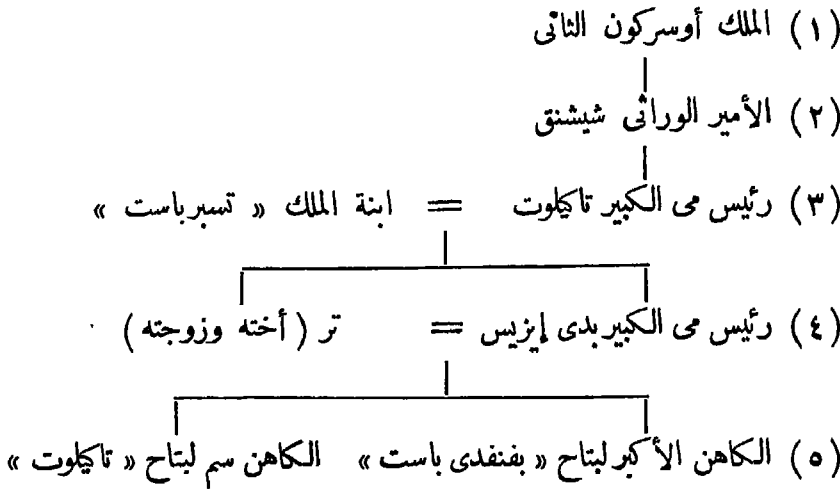 (١) الملك أوسركون الثانى
(٢) الأمير الوراثى شيشنق
(٣) رئيس مى الكبير تاكيلوت = ابنة الملك « تسبرباست »
(٤) رئيس مى الكبير بدى إيزيس = تر ( أخته وزوجته )
(٥) الكاهن الأكبر لبتاح « بفنفدى باست » الكاهن سم لبتاح « تاكيلوت »